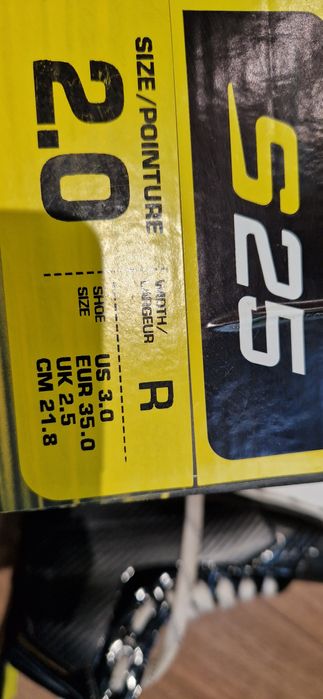 S25
SIZE/POINTURE
2.0
WIDTH/
LARGEUR
R
SHOE
SIZE
US 3.0
EUR 35.0
UK 2.5
CM 21.8